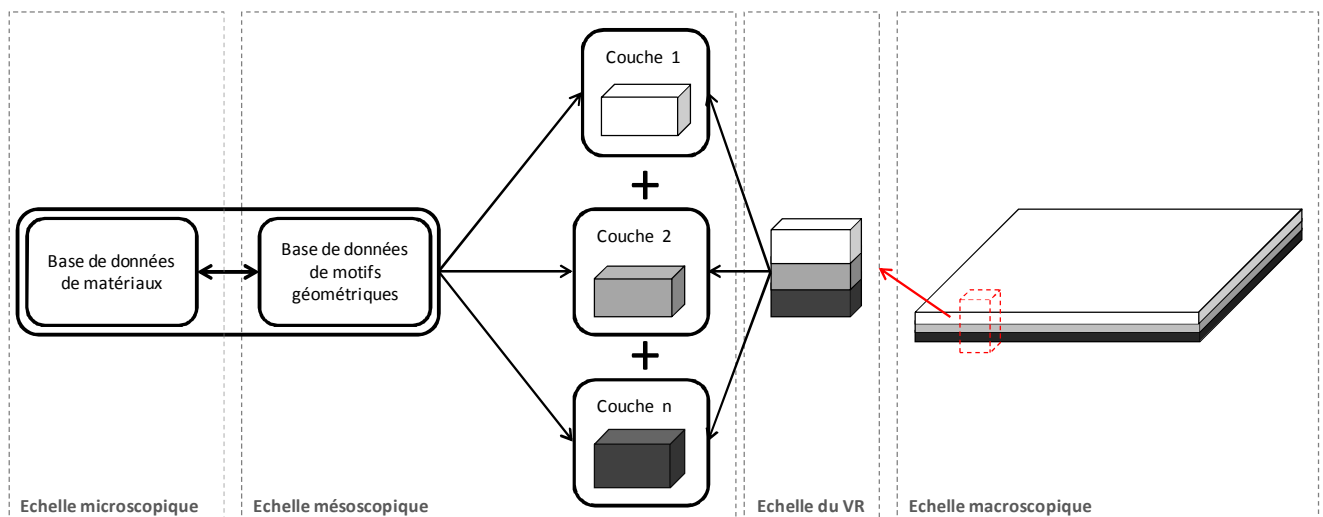 Couche 1
+
Base de données
de matériaux
Base de données
de motifs
géométriques
Couche 2
+
Couche n
Echelle microscopique
Echelle mésoscopique
Echelle du VR
Echelle macroscopique